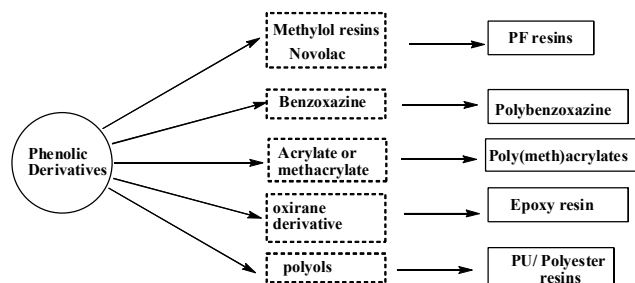 Methylol resins
Novolac
PF resins
Benzoxazine
Polybenzoxazine
Phenolic
Derivatives
Acrylate or
methacrylate
Poly(meth)acrylates
oxirane
derivative
Epoxy resin
polyols
PU/ Polyester
resins